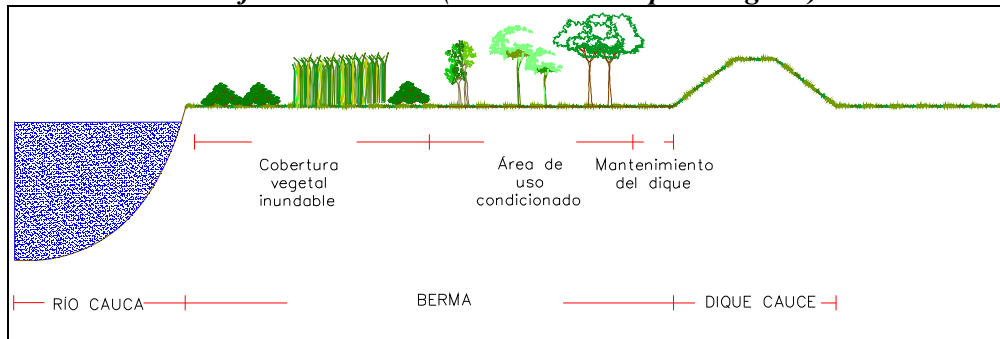 Cobertura
vegetal
inundable
Área de
uso
condicionado
Mantenimiento
del dique
RÍO CAUCA
BERMA
DIQUE CAUCE